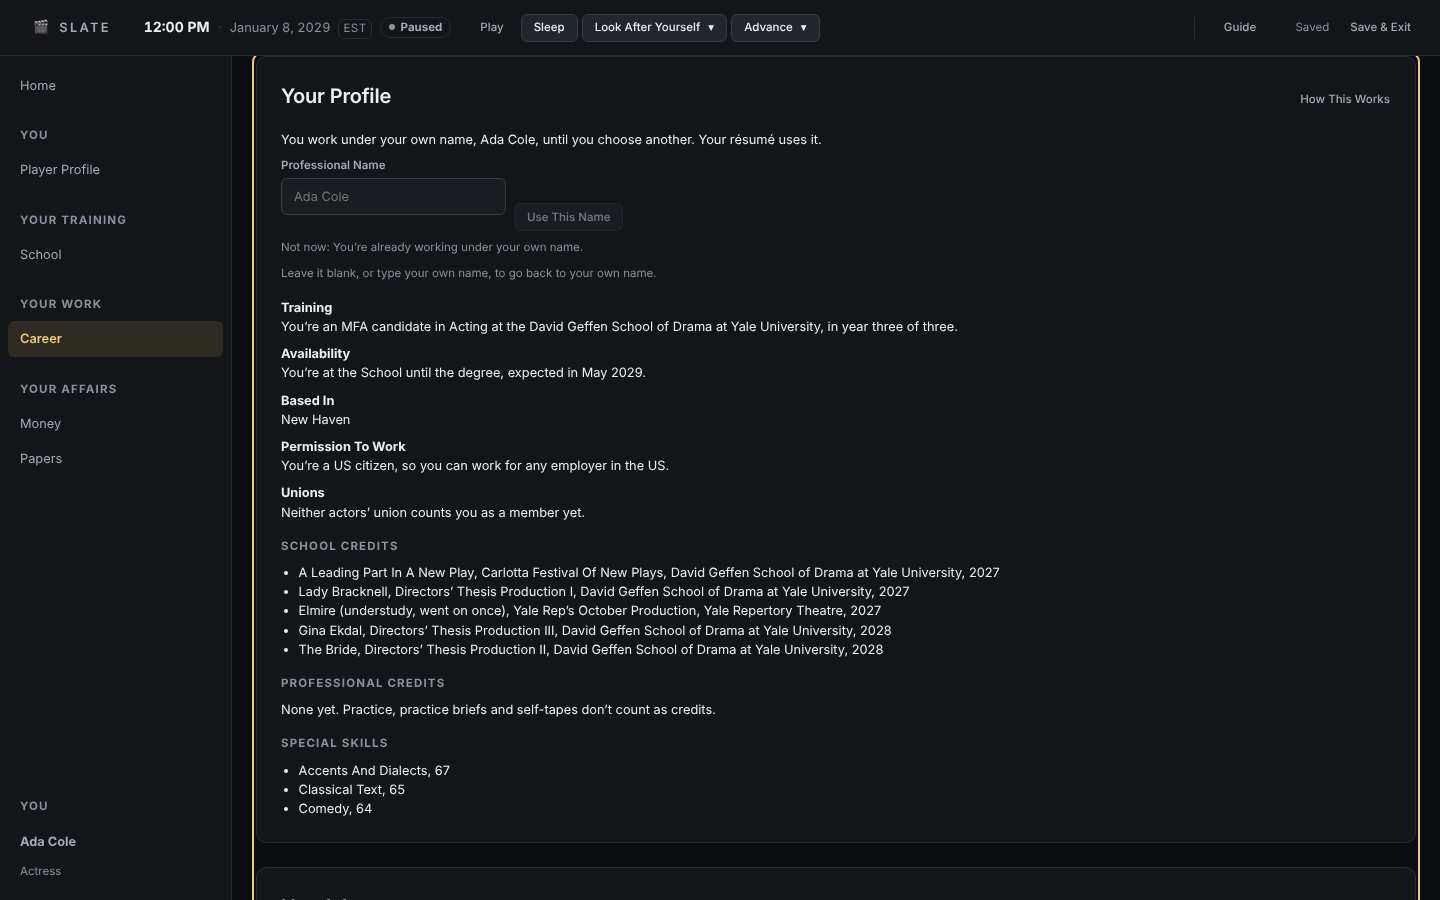 SLATE
12:00 PM · January 8, 2029 EST Paused
Play
Sleep
Look After Yourself ▾
Advance ▾
Guide
Saved
Save & Exit
Home
YOU
Player Profile
YOUR TRAINING
School
YOUR WORK
Career
YOUR AFFAIRS
Money
Papers
YOU
Ada Cole
Actress
Your Profile
How This Works
You work under your own name, Ada Cole, until you choose another. Your résumé uses it.
Professional Name
Ada Cole
Use This Name
Not now: You’re already working under your own name.
Leave it blank, or type your own name, to go back to your own name.
Training
You’re an MFA candidate in Acting at the David Geffen School of Drama at Yale University, in year three of three.
Availability
You’re at the School until the degree, expected in May 2029.
Based In
New Haven
Permission To Work
You’re a US citizen, so you can work for any employer in the US.
Unions
Neither actors’ union counts you as a member yet.
SCHOOL CREDITS
• A Leading Part In A New Play, Carlotta Festival Of New Plays, David Geffen School of Drama at Yale University, 2027
• Lady Bracknell, Directors’ Thesis Production I, David Geffen School of Drama at Yale University, 2027
• Elmire (understudy, went on once), Yale Rep’s October Production, Yale Repertory Theatre, 2027
• Gina Ekdal, Directors’ Thesis Production III, David Geffen School of Drama at Yale University, 2028
• The Bride, Directors’ Thesis Production II, David Geffen School of Drama at Yale University, 2028
PROFESSIONAL CREDITS
None yet. Practice, practice briefs and self-tapes don’t count as credits.
SPECIAL SKILLS
• Accents And Dialects, 67
• Classical Text, 65
• Comedy, 64